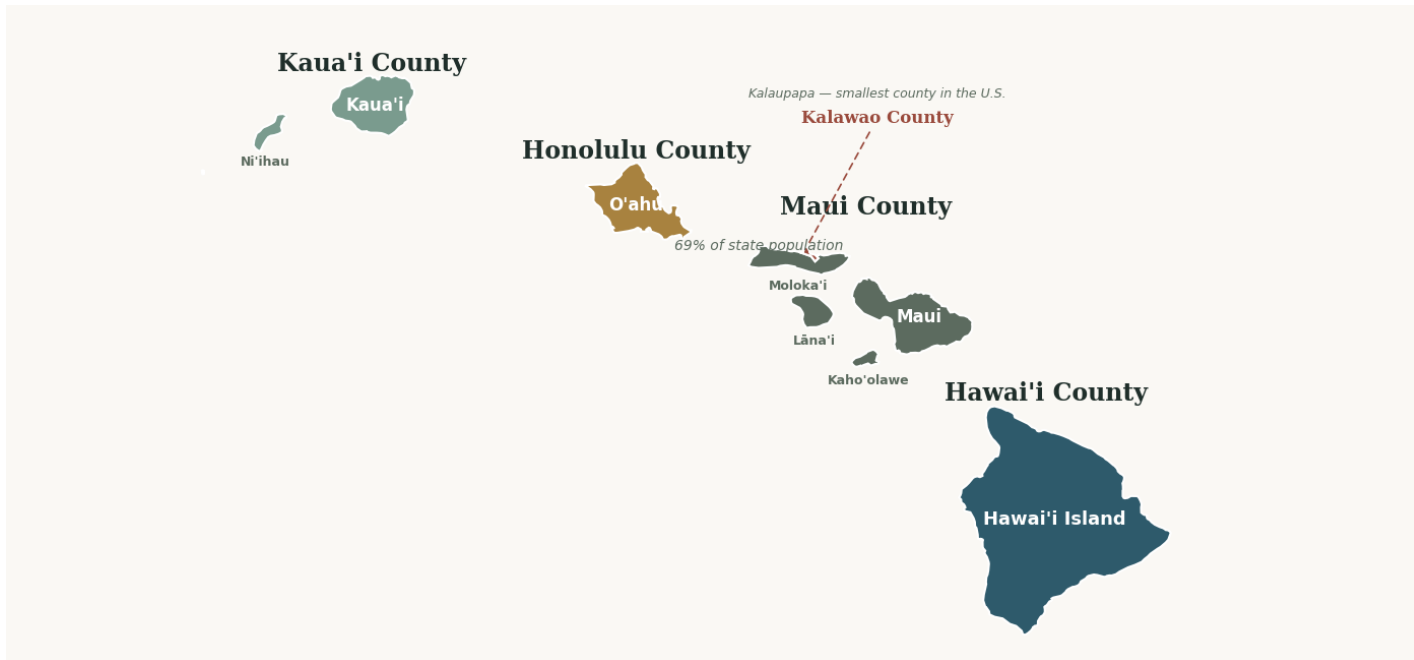 Kaua'i County
Kaua'i
Ni'ihau
Kalaupapa — smallest county in the U.S.
Kalawao County
Honolulu County
O'ahu
69% of state population
Maui County
Moloka'i
Lāna'i
Maui
Kaho'olawe
Hawai'i County
Hawai'i Island